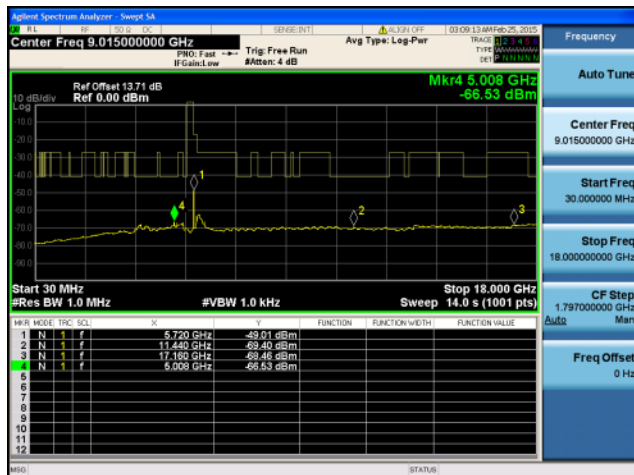 Agilent Spectrum Analyzer - Swept SA
RL RF 50 Ω DC SENSE:INT ALIGN OFF 03:09:13 AM Feb 25, 2015
Center Freq 9.015000000 GHz
PNO: Fast
IFGain:Low
Trig: Free Run
#Atten: 4 dB
Avg Type: Log-Pwr
TRACE 1 2 3 4 5 6
TYPE
DET P N N N N N
Mkr4 5.008 GHz
-66.53 dBm
Ref Offset 13.71 dB
10 dB/div Ref 0.00 dBm
Log
-10.0
-20.0
-30.0
-40.0
-50.0
-60.0
-70.0
-80.0
-90.0
1
4
2
3
Start 30 MHz Stop 18.000 GHz
#Res BW 1.0 MHz #VBW 1.0 kHz Sweep 14.0 s (1001 pts)
MKR MODE TRC SCL X Y FUNCTION FUNCTION WIDTH FUNCTION VALUE
1 N 1 f 5.720 GHz -49.01 dBm
2 N 1 f 11.440 GHz -69.40 dBm
3 N 1 f 17.160 GHz -68.46 dBm
4 N 1 f 5.008 GHz -66.53 dBm
5
6
7
8
9
10
11
12
MSG STATUS
Frequency
Auto Tune
Center Freq
9.015000000 GHz
Start Freq
30.000000 MHz
Stop Freq
18.000000000 GHz
CF Step
1.797000000 GHz
Auto Man
Freq Offset
0 Hz